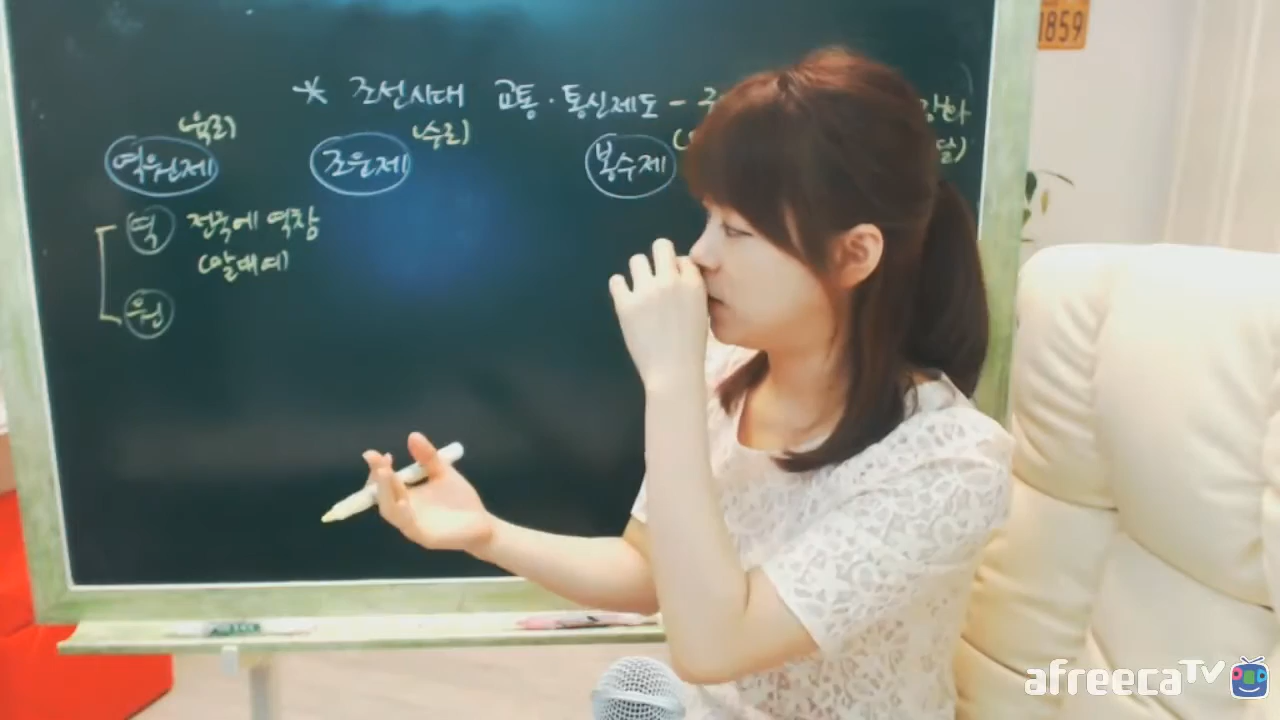 1859
* 조선시대 교통·통신제도 -
강화
육로)
(수로)
달)
역원제
조운제
봉수제
역 전국에 역참
(말대여)
원
afreecaTV